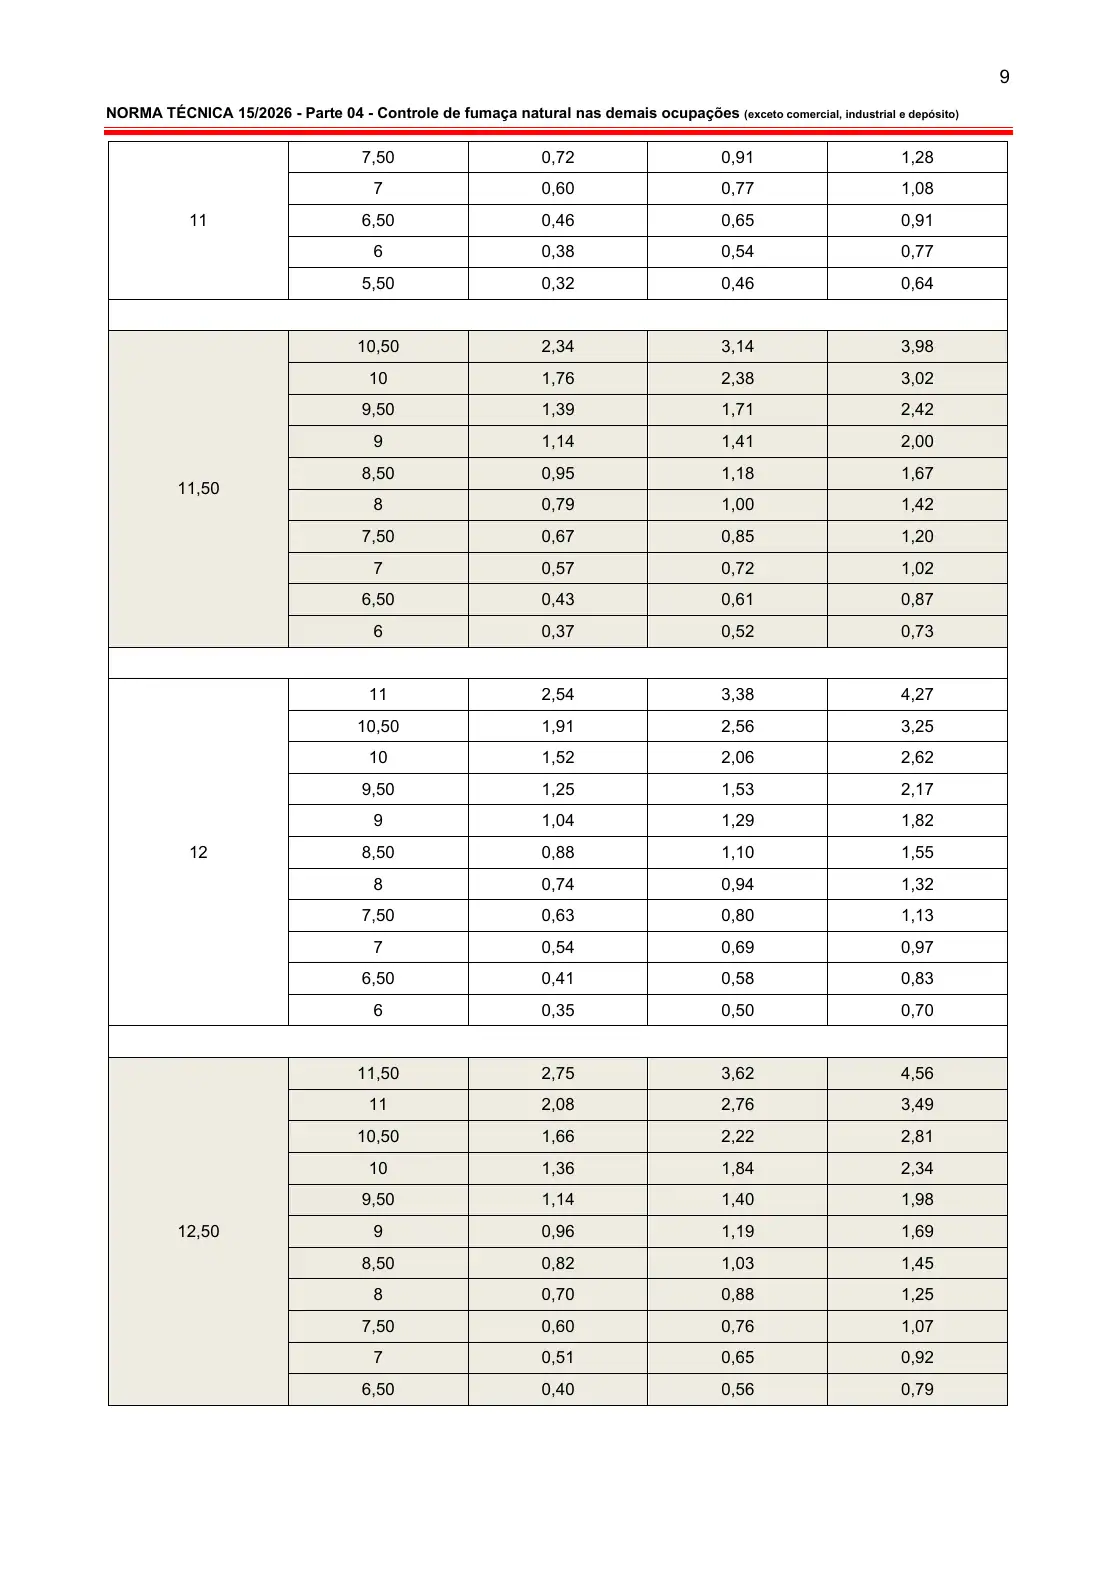 9
NORMA TÉCNICA 15/2026 - Parte 04 - Controle de fumaça natural nas demais ocupações (exceto comercial, industrial e depósito)
7,50 0,72 0,91 1,28
7 0,60 0,77 1,08
11 6,50 0,46 0,65 0,91
6 0,38 0,54 0,77
5,50 0,32 0,46 0,64
10,50 2,34 3,14 3,98
10 1,76 2,38 3,02
9,50 1,39 1,71 2,42
9 1,14 1,41 2,00
8,50 0,95 1,18 1,67
11,50
8 0,79 1,00 1,42
7,50 0,67 0,85 1,20
7 0,57 0,72 1,02
6,50 0,43 0,61 0,87
6 0,37 0,52 0,73
11 2,54 3,38 4,27
10,50 1,91 2,56 3,25
10 1,52 2,06 2,62
9,50 1,25 1,53 2,17
9 1,04 1,29 1,82
12 8,50 0,88 1,10 1,55
8 0,74 0,94 1,32
7,50 0,63 0,80 1,13
7 0,54 0,69 0,97
6,50 0,41 0,58 0,83
6 0,35 0,50 0,70
11,50 2,75 3,62 4,56
11 2,08 2,76 3,49
10,50 1,66 2,22 2,81
10 1,36 1,84 2,34
9,50 1,14 1,40 1,98
12,50 9 0,96 1,19 1,69
8,50 0,82 1,03 1,45
8 0,70 0,88 1,25
7,50 0,60 0,76 1,07
7 0,51 0,65 0,92
6,50 0,40 0,56 0,79